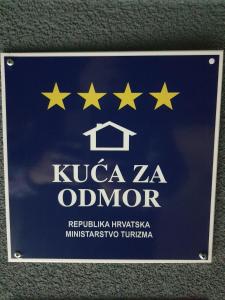 KUĆA ZA
ODMOR
REPUBLIKA HRVATSKA
MINISTARSTVO TURIZMA